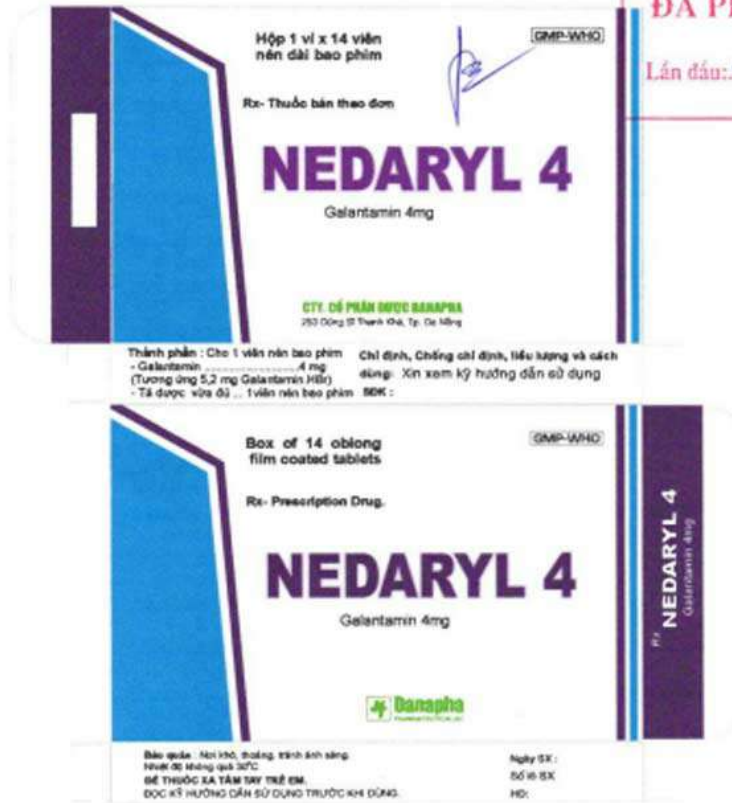 ĐÃ PH
Lần đầu:
Hộp 1 vỉ x 14 viên
nén dài bao phim
GMP-WHO
Rx- Thuốc bán theo đơn
NEDARYL 4
Galantamin 4mg
CTY. CỔ PHẦN DƯỢC DANAPHA
253 Dũng Sĩ Thanh Khê, Tp. Đà Nẵng
Thành phần : Cho 1 viên nén bao phim
- Galantamin ....................4 mg
(Tương ứng 5,2 mg Galantamin HBr)
- Tá dược vừa đủ ... 1viên nén bao phim
Chỉ định, Chống chỉ định, liều lượng và cách
dùng: Xin xem kỹ hướng dẫn sử dụng
SĐK :
Box of 14 oblong
film coated tablets
GMP-WHO
Rx- Prescription Drug.
NEDARYL 4
Galantamin 4mg
Danapha
Rx
NEDARYL 4
Galantamin 4mg
Bảo quản : Nơi khô, thoáng, tránh ánh sáng.
Nhiệt độ không quá 30°C
ĐỂ THUỐC XA TẦM TAY TRẺ EM.
ĐỌC KỸ HƯỚNG DẪN SỬ DỤNG TRƯỚC KHI DÙNG.
Ngày SX :
Số lô SX
HD: